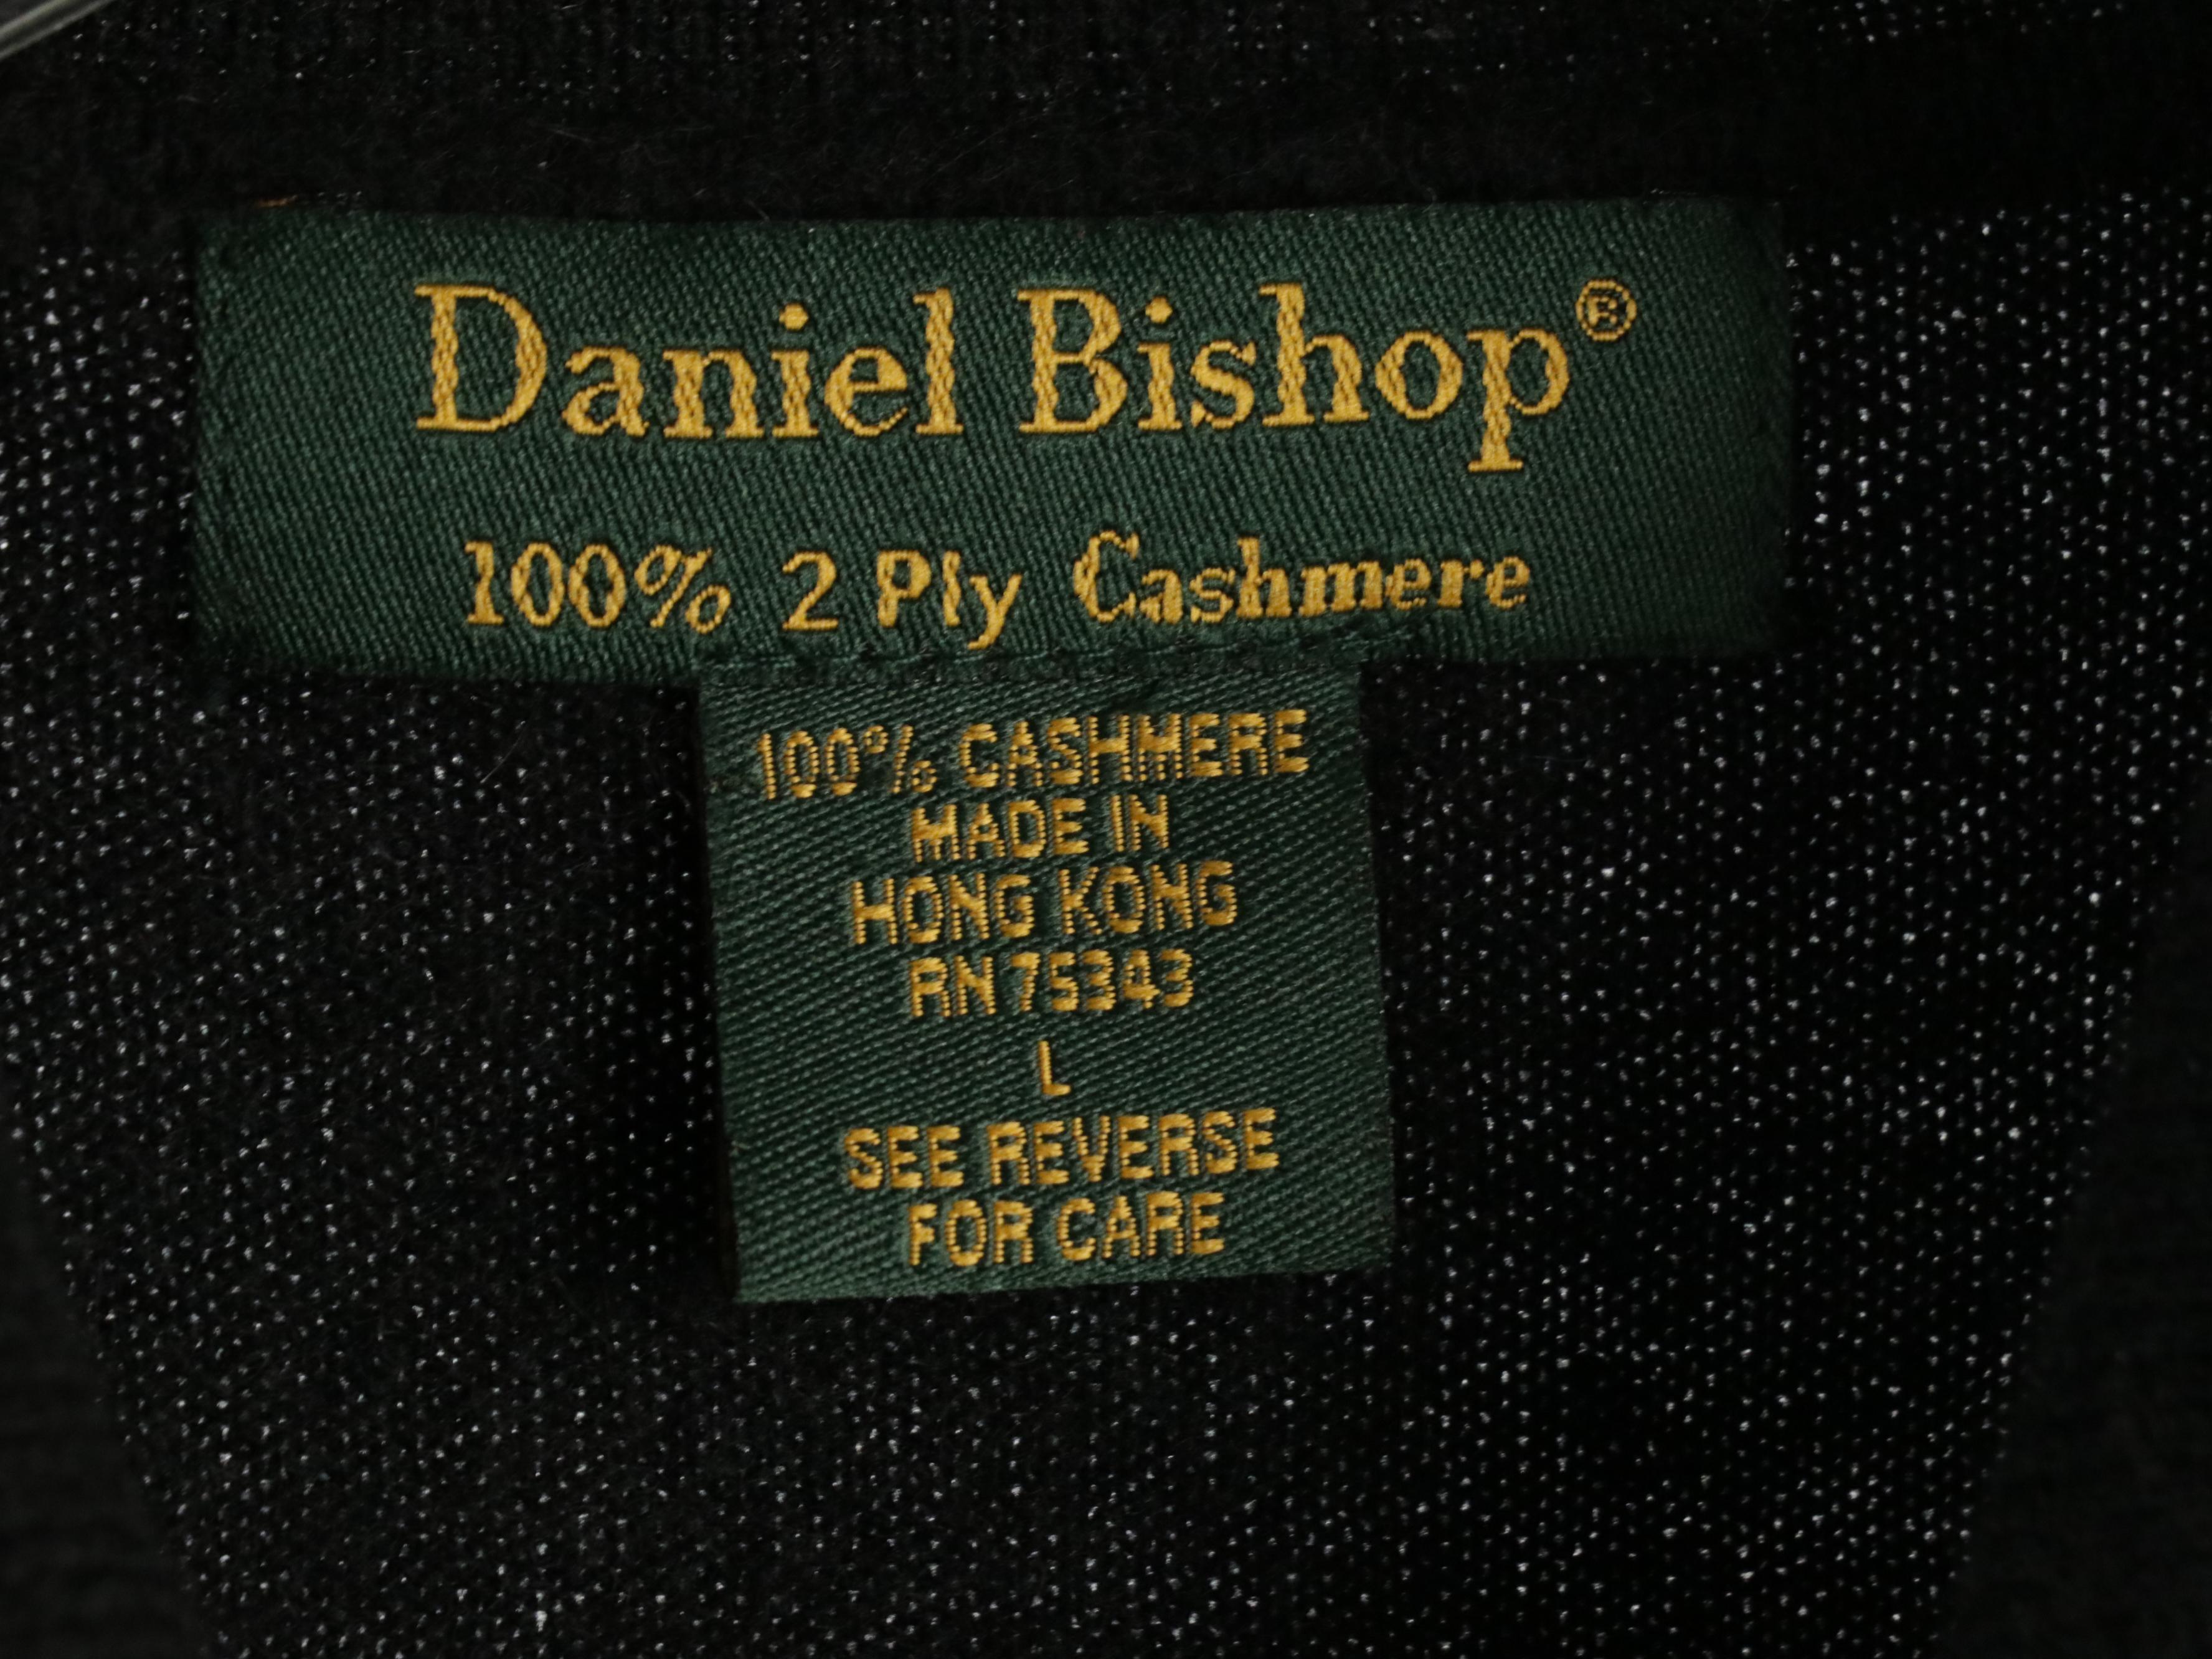 Daniel Bishop®
100% 2 Ply Cashmere
100% CASHMERE
MADE IN
HONG KONG
RN 75343
L
SEE REVERSE
FOR CARE